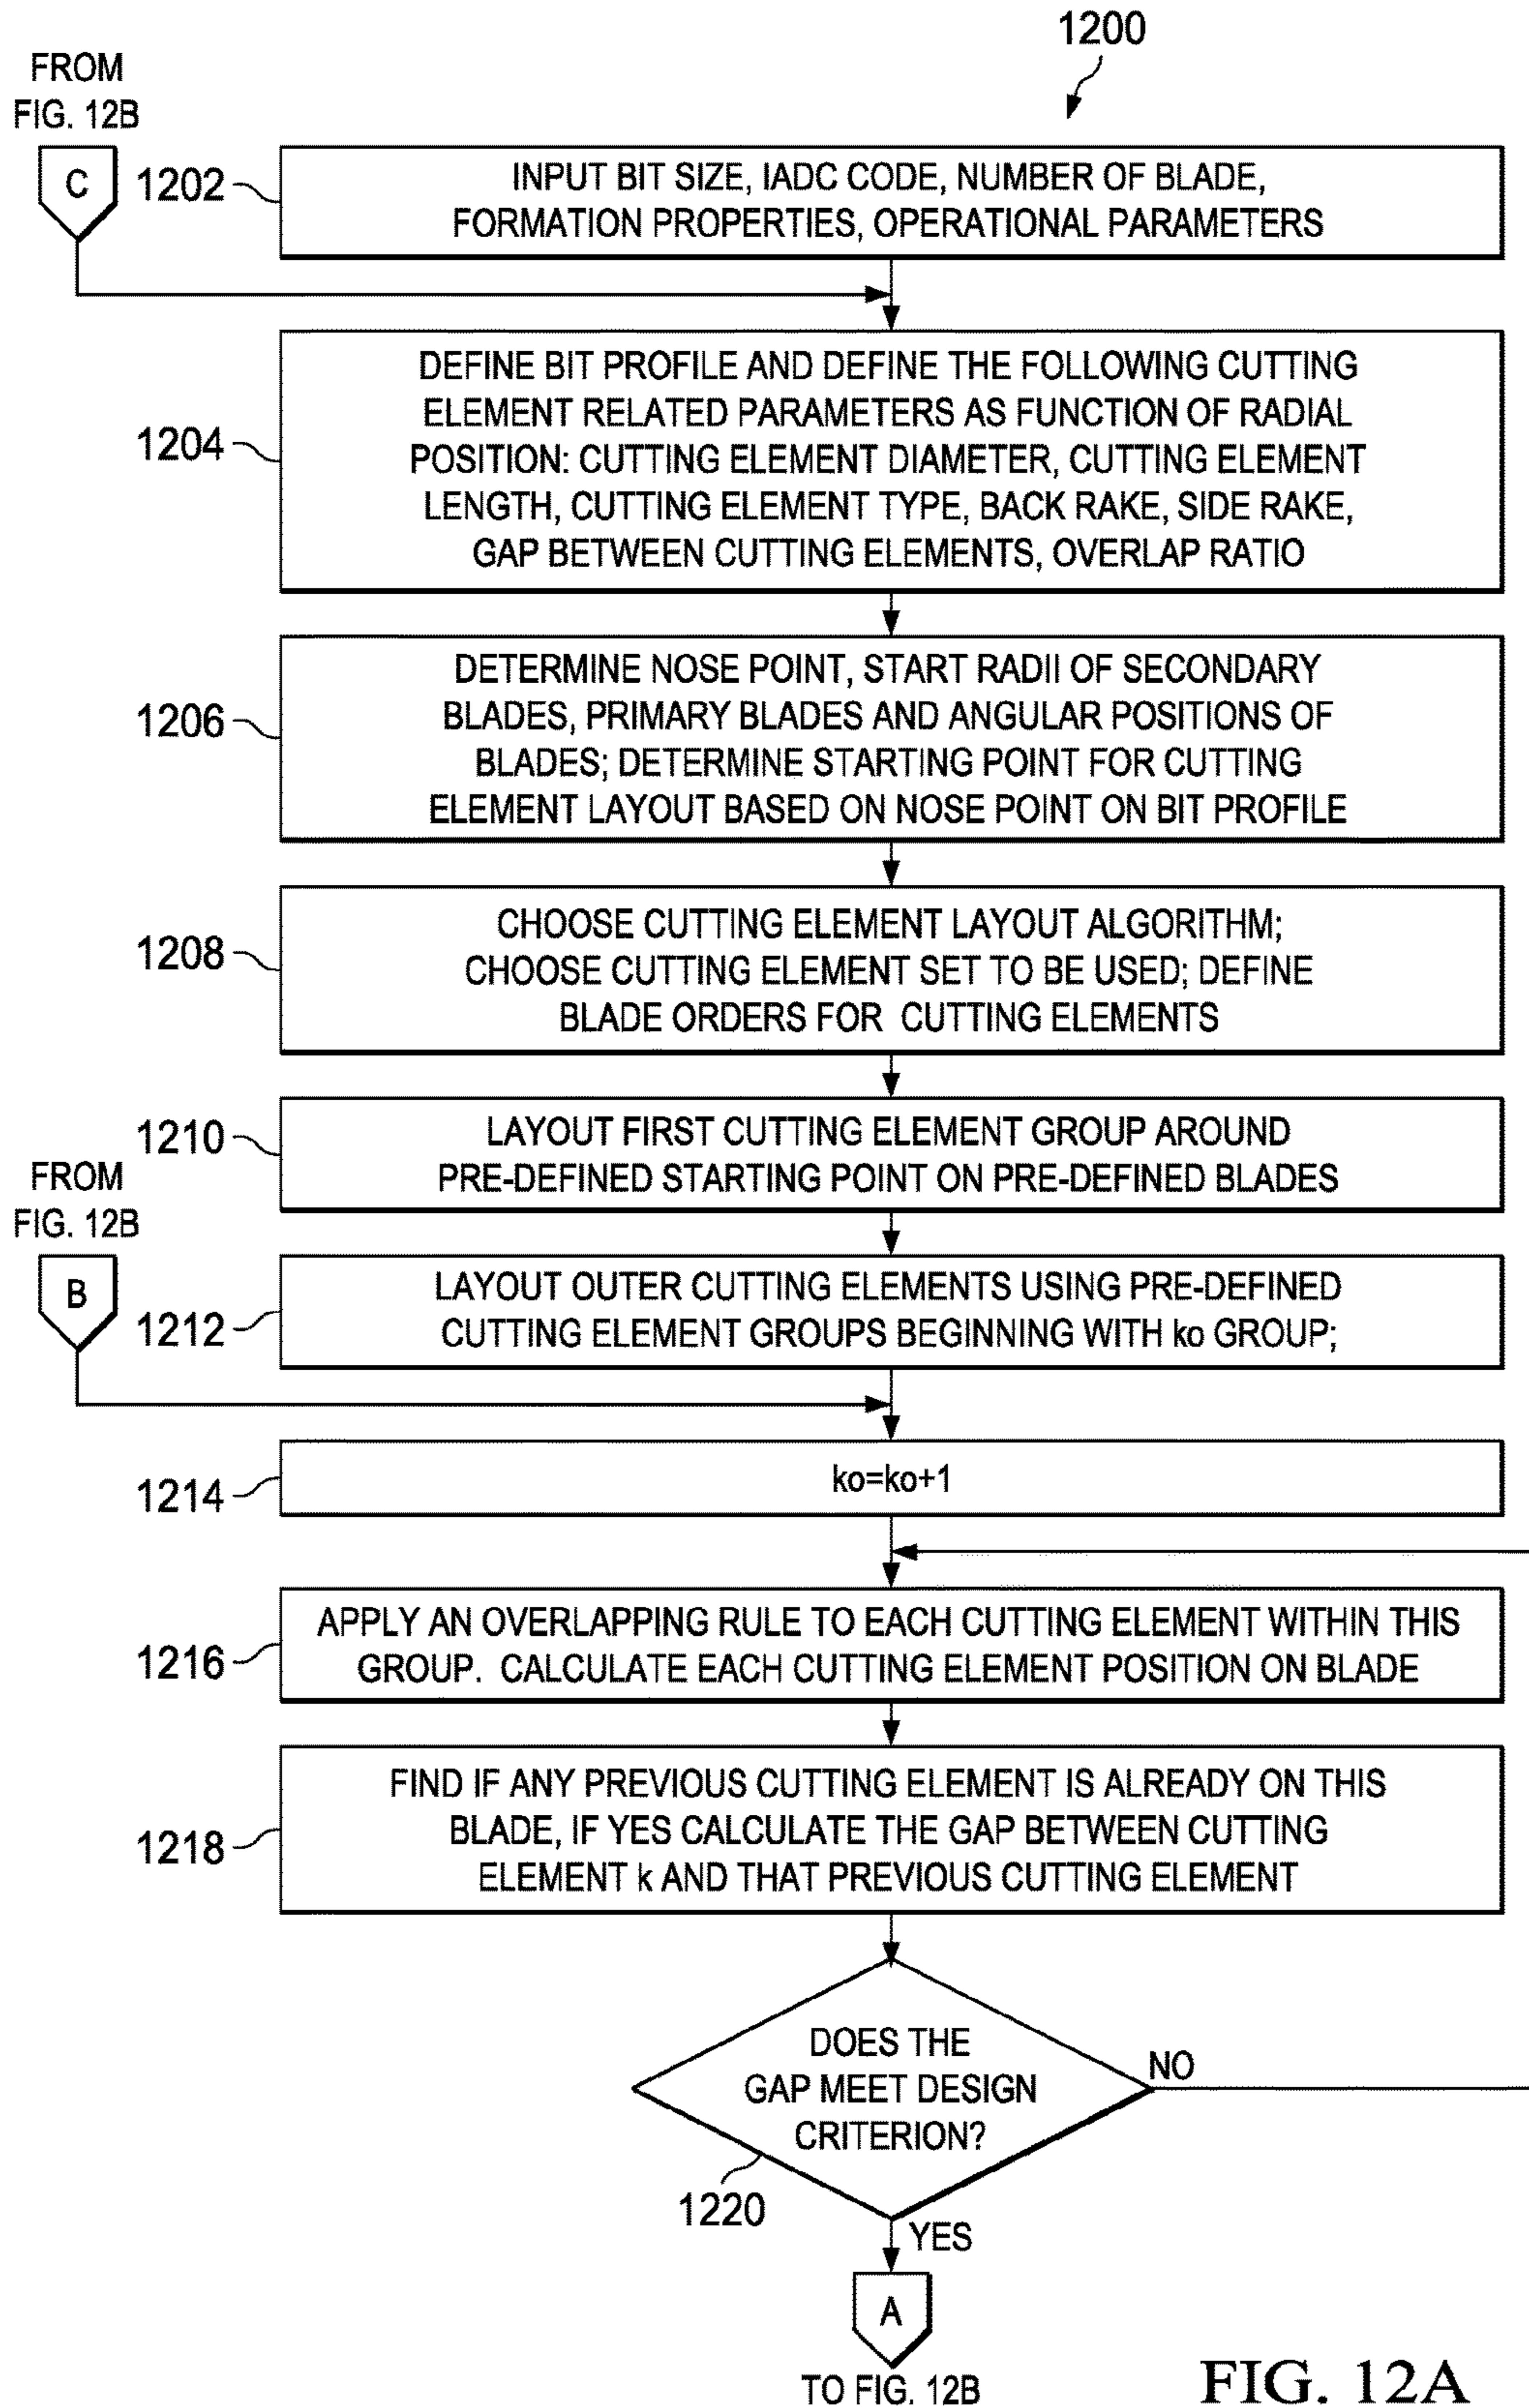 1200
FROM
FIG. 12B
C
1202
INPUT BIT SIZE, IADC CODE, NUMBER OF BLADE,
FORMATION PROPERTIES, OPERATIONAL PARAMETERS
1204
DEFINE BIT PROFILE AND DEFINE THE FOLLOWING CUTTING
ELEMENT RELATED PARAMETERS AS FUNCTION OF RADIAL
POSITION: CUTTING ELEMENT DIAMETER, CUTTING ELEMENT
LENGTH, CUTTING ELEMENT TYPE, BACK RAKE, SIDE RAKE,
GAP BETWEEN CUTTING ELEMENTS, OVERLAP RATIO
1206
DETERMINE NOSE POINT, START RADII OF SECONDARY
BLADES, PRIMARY BLADES AND ANGULAR POSITIONS OF
BLADES; DETERMINE STARTING POINT FOR CUTTING
ELEMENT LAYOUT BASED ON NOSE POINT ON BIT PROFILE
1208
CHOOSE CUTTING ELEMENT LAYOUT ALGORITHM;
CHOOSE CUTTING ELEMENT SET TO BE USED; DEFINE
BLADE ORDERS FOR CUTTING ELEMENTS
1210
LAYOUT FIRST CUTTING ELEMENT GROUP AROUND
PRE-DEFINED STARTING POINT ON PRE-DEFINED BLADES
FROM
FIG. 12B
B
1212
LAYOUT OUTER CUTTING ELEMENTS USING PRE-DEFINED
CUTTING ELEMENT GROUPS BEGINNING WITH ko GROUP;
1214
ko=ko+1
1216
APPLY AN OVERLAPPING RULE TO EACH CUTTING ELEMENT WITHIN THIS
GROUP. CALCULATE EACH CUTTING ELEMENT POSITION ON BLADE
1218
FIND IF ANY PREVIOUS CUTTING ELEMENT IS ALREADY ON THIS
BLADE, IF YES CALCULATE THE GAP BETWEEN CUTTING
ELEMENT k AND THAT PREVIOUS CUTTING ELEMENT
DOES THE
GAP MEET DESIGN
CRITERION?
NO
1220
YES
A
TO FIG. 12B
FIG. 12A